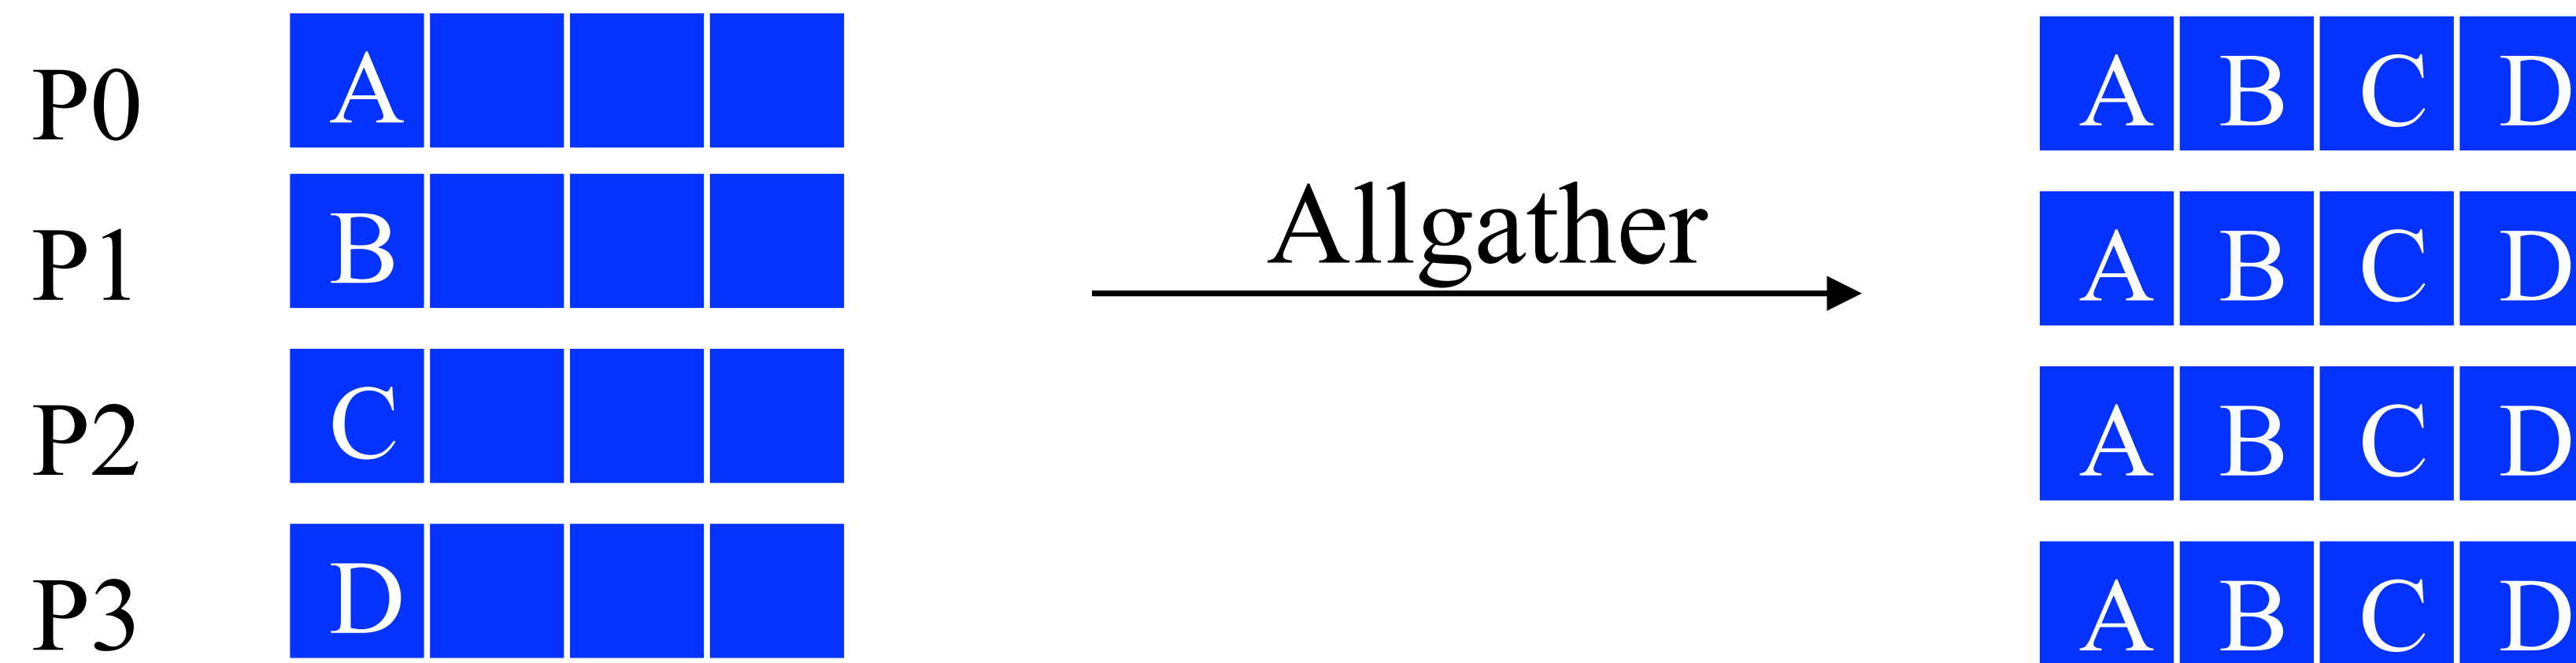 P0 A A B C D
P1 B A B C D
Allgather
P2 C A B C D
P3 D A B C D